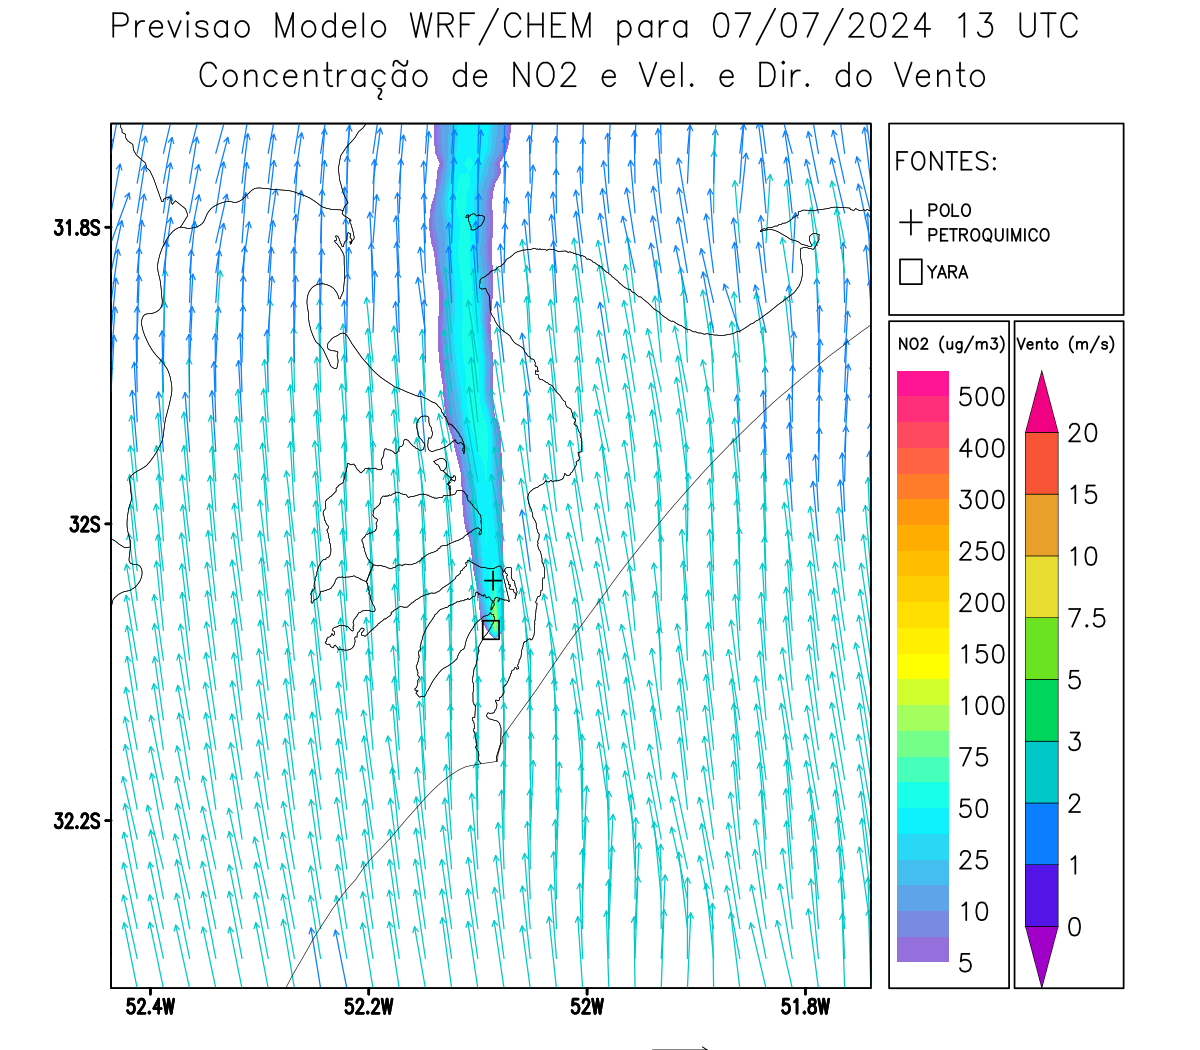 Previsao Modelo WRF/CHEM para 07/07/2024 13 UTC
Concentração de NO2 e Vel. e Dir. do Vento
FONTES:
POLO
PETROQUIMICO
YARA
31.8S
32S
32.2S
52.4W
52.2W
52W
51.8W
NO2 (ug/m3)
500
400
300
250
200
150
100
75
50
25
10
5
Vento (m/s)
20
15
10
7.5
5
3
2
1
0